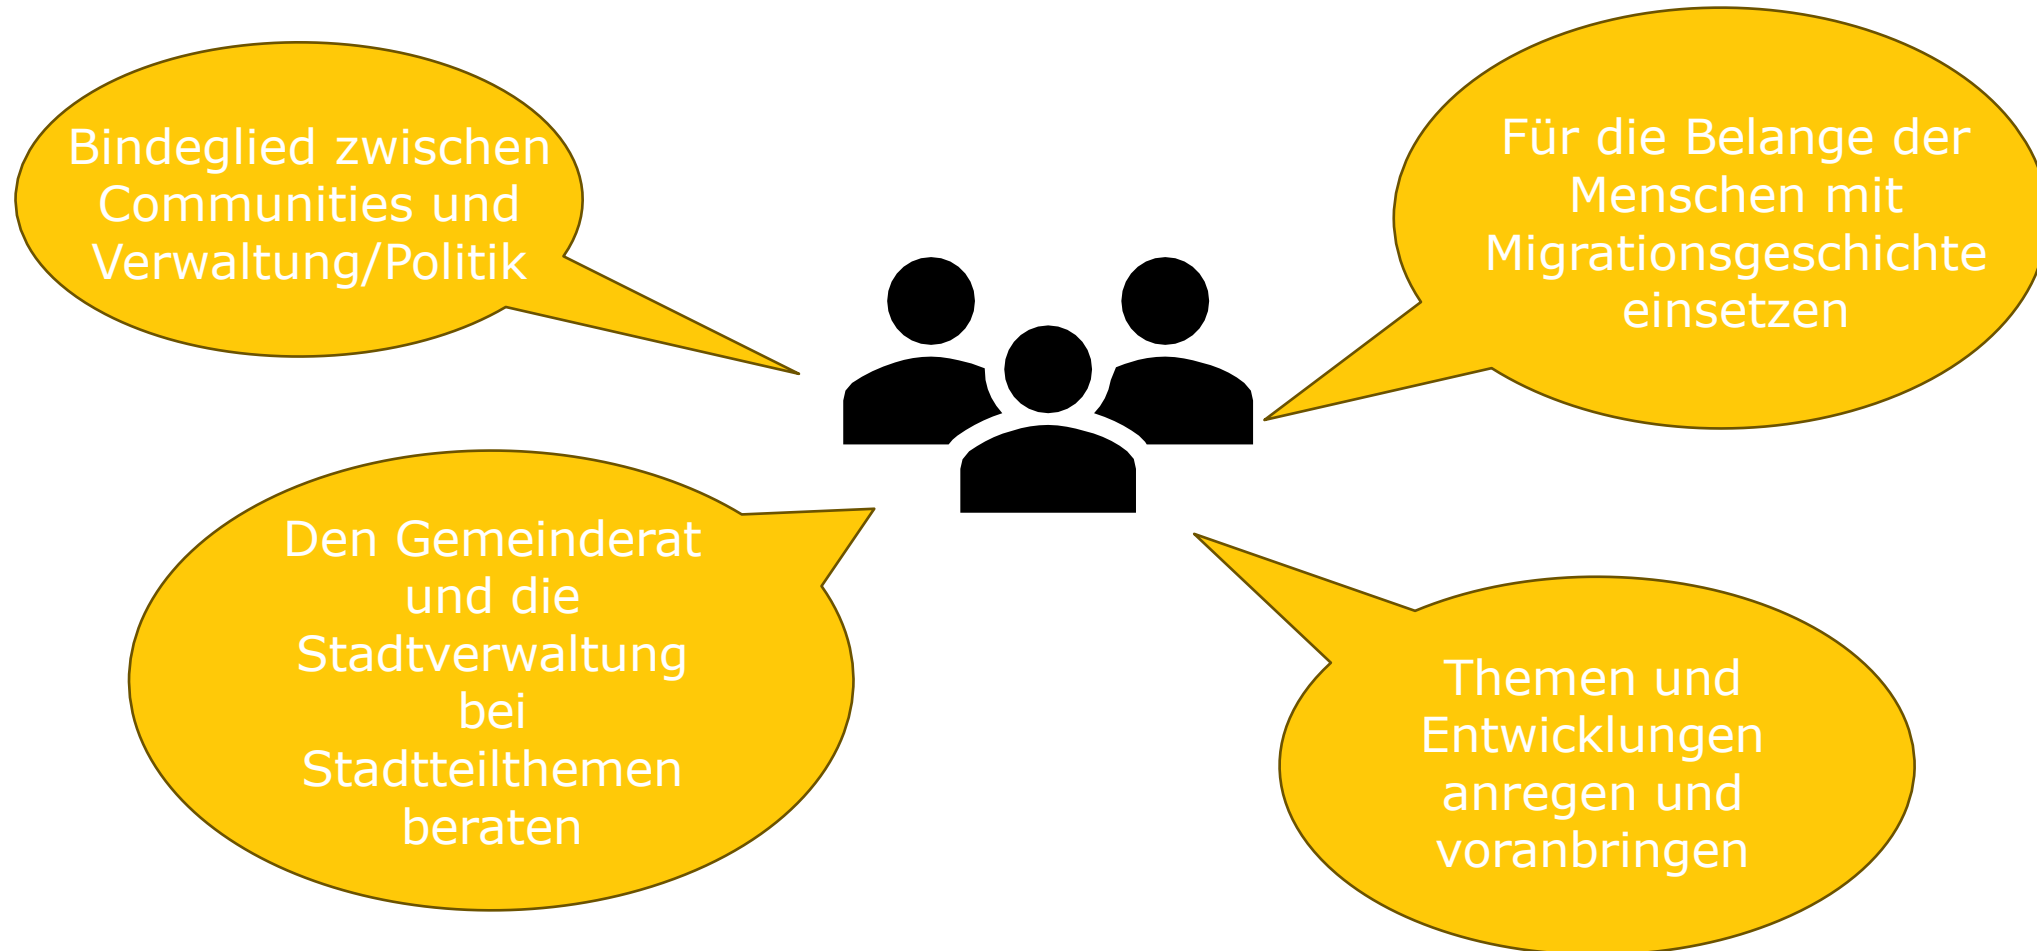 Bindeglied zwischen
Communities und
Verwaltung/Politik
Für die Belange der
Menschen mit
Migrationsgeschichte
einsetzen
Den Gemeinderat
und die
Stadtverwaltung
bei
Stadtteilthemen
beraten
Themen und
Entwicklungen
anregen und
voranbringen